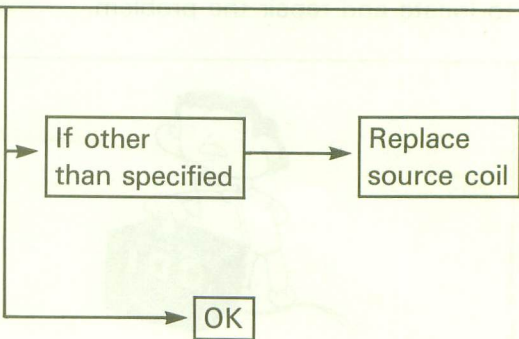 If other
than specified
Replace
source coil
OK